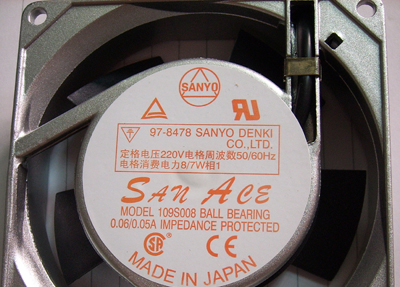 SANYO
97-8478 SANYO DENKI
CO.,LTD.
定格电压220V电格周波数50/60Hz
电格消费电力8/7W相1
SAN ACE
MODEL 109S008 BALL BEARING
0.06/0.05A IMPEDANCE PROTECTED
MADE IN JAPAN